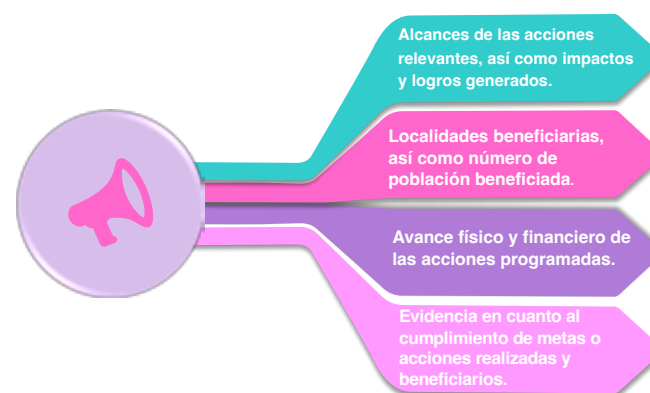 Alcances de las acciones
relevantes, así como impactos
y logros generados.
Localidades beneficiarias,
así como número de
población beneficiada.
Avance físico y financiero de
las acciones programadas.
Evidencia en cuanto al
cumplimiento de metas o
acciones realizadas y
beneficiarios.